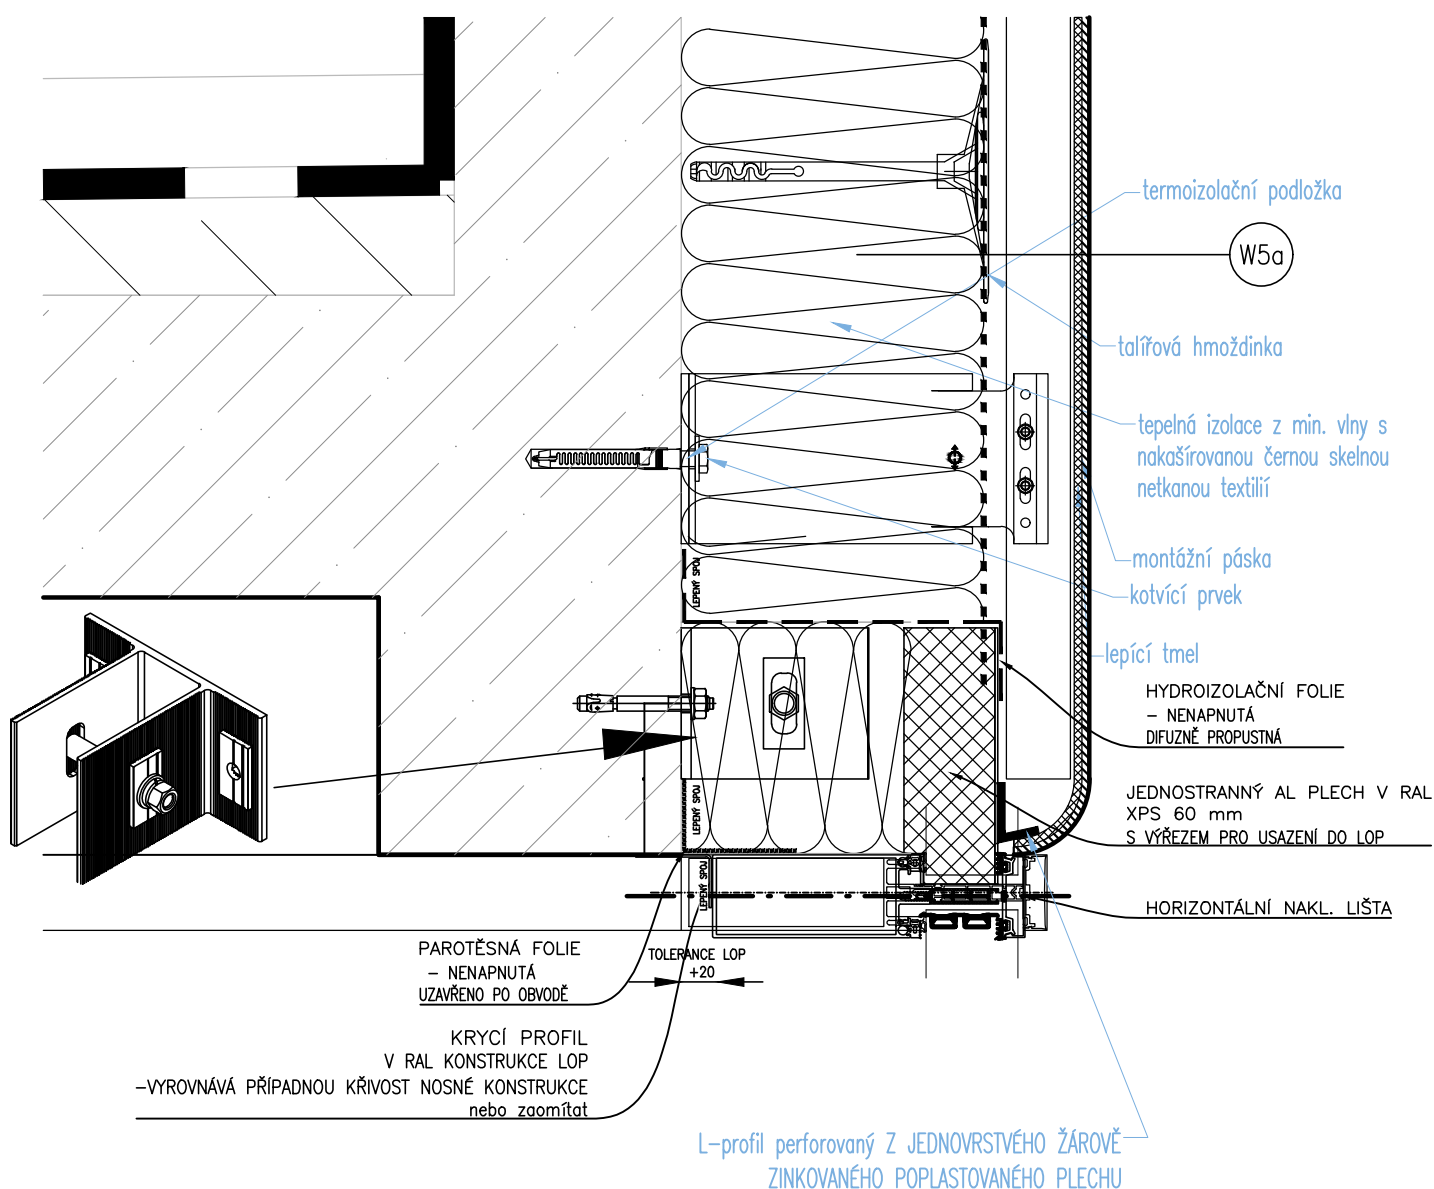 termoizolační podložka
W5a
talířová hmoždinka
tepelná izolace z min. vlny s
nakašírovanou černou skelnou
netkanou textilií
montážní páska
kotvící prvek
lepící tmel
LEPENÝ SPOJ
HYDROIZOLAČNÍ FOLIE
– NENAPNUTÁ
DIFUZNĚ PROPUSTNÁ
LEPENÝ SPOJ
JEDNOSTRANNÝ AL PLECH V RAL
XPS 60 mm
S VÝŘEZEM PRO USAZENÍ DO LOP
LEPENÝ SPOJ
HORIZONTÁLNÍ NAKL. LIŠTA
PAROTĚSNÁ FOLIE
– NENAPNUTÁ
UZAVŘENO PO OBVODĚ
TOLERANCE LOP
+20
KRYCÍ PROFIL
V RAL KONSTRUKCE LOP
–VYROVNÁVÁ PŘÍPADNOU KŘIVOST NOSNÉ KONSTRUKCE
nebo zaomítat
L–profil perforovaný Z JEDNOVRSTVÉHO ŽÁROVĚ
ZINKOVANÉHO POPLASTOVANÉHO PLECHU